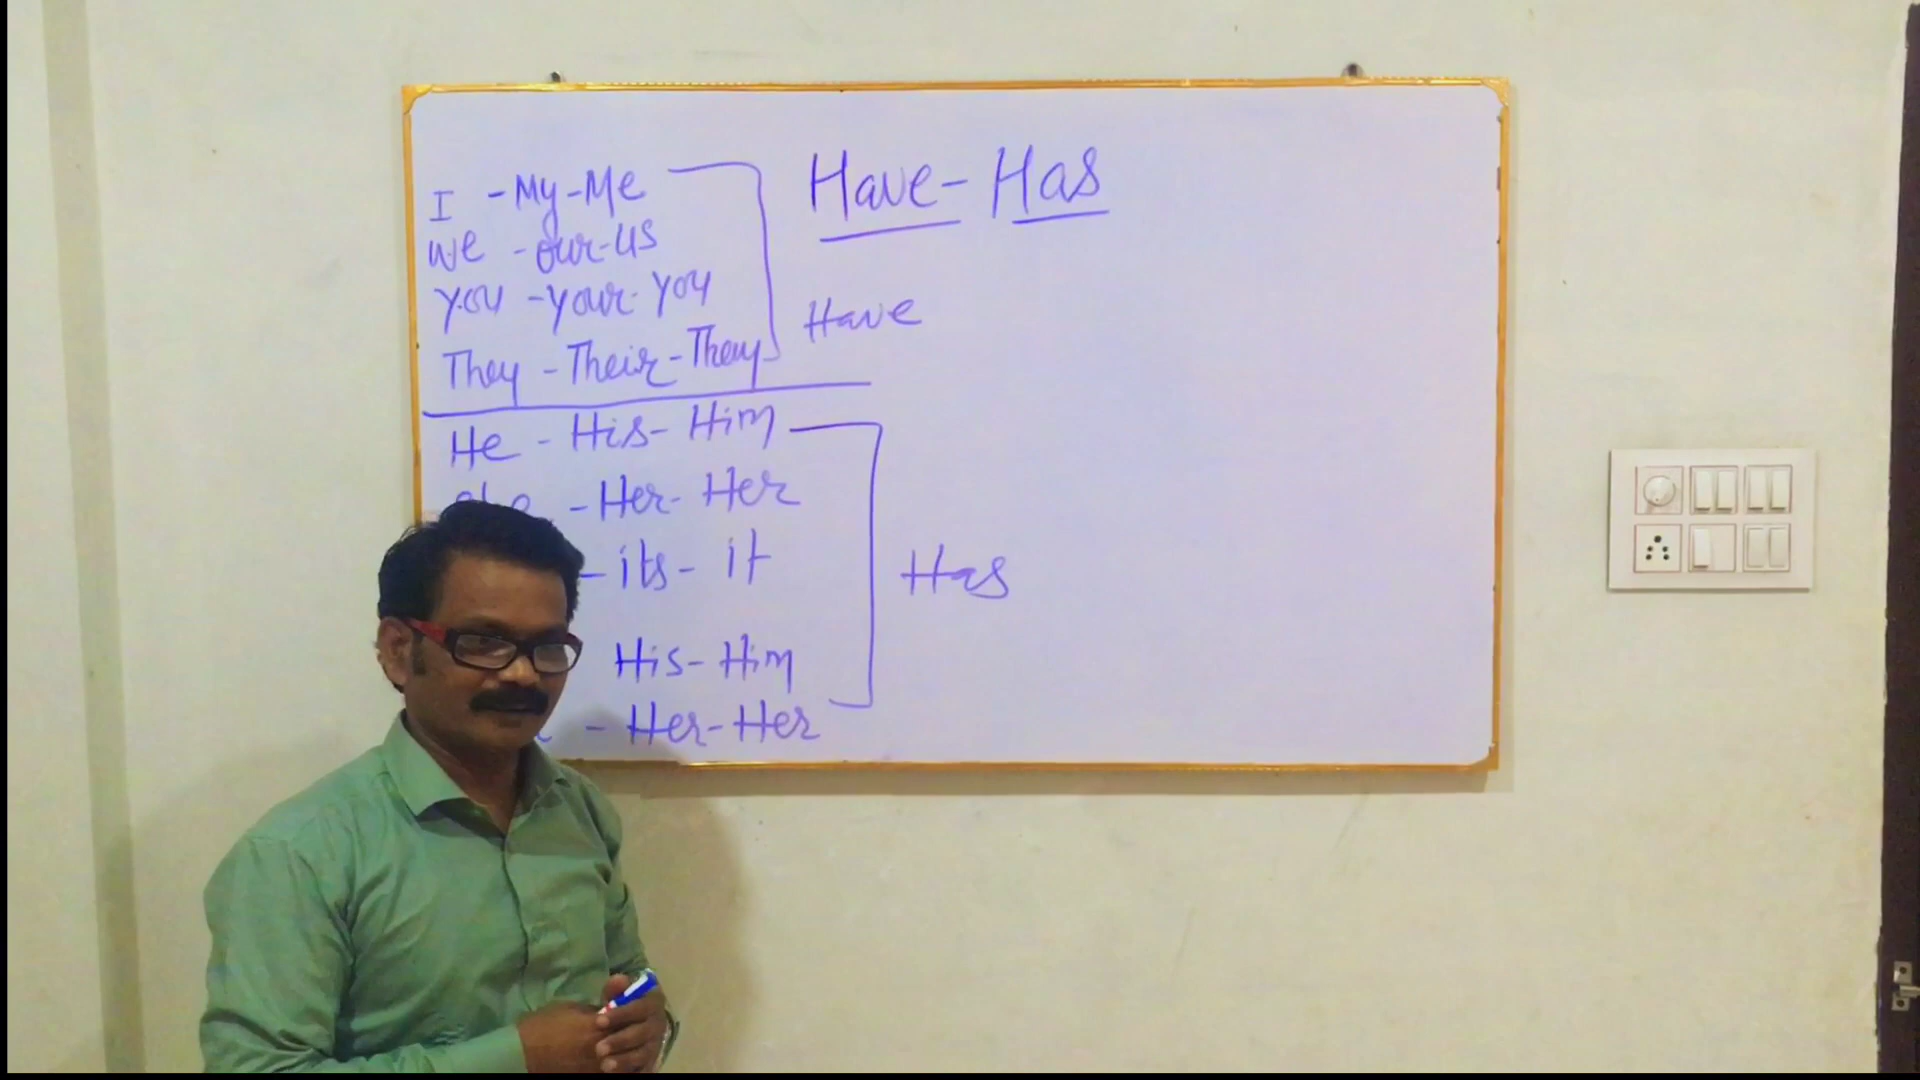 Have - Has
I - My - Me
We - our - us
You - your - you
They - Their - They
Have
He - His - Him
- Her - Her
- its - it
Has
His - Him
- Her - Her